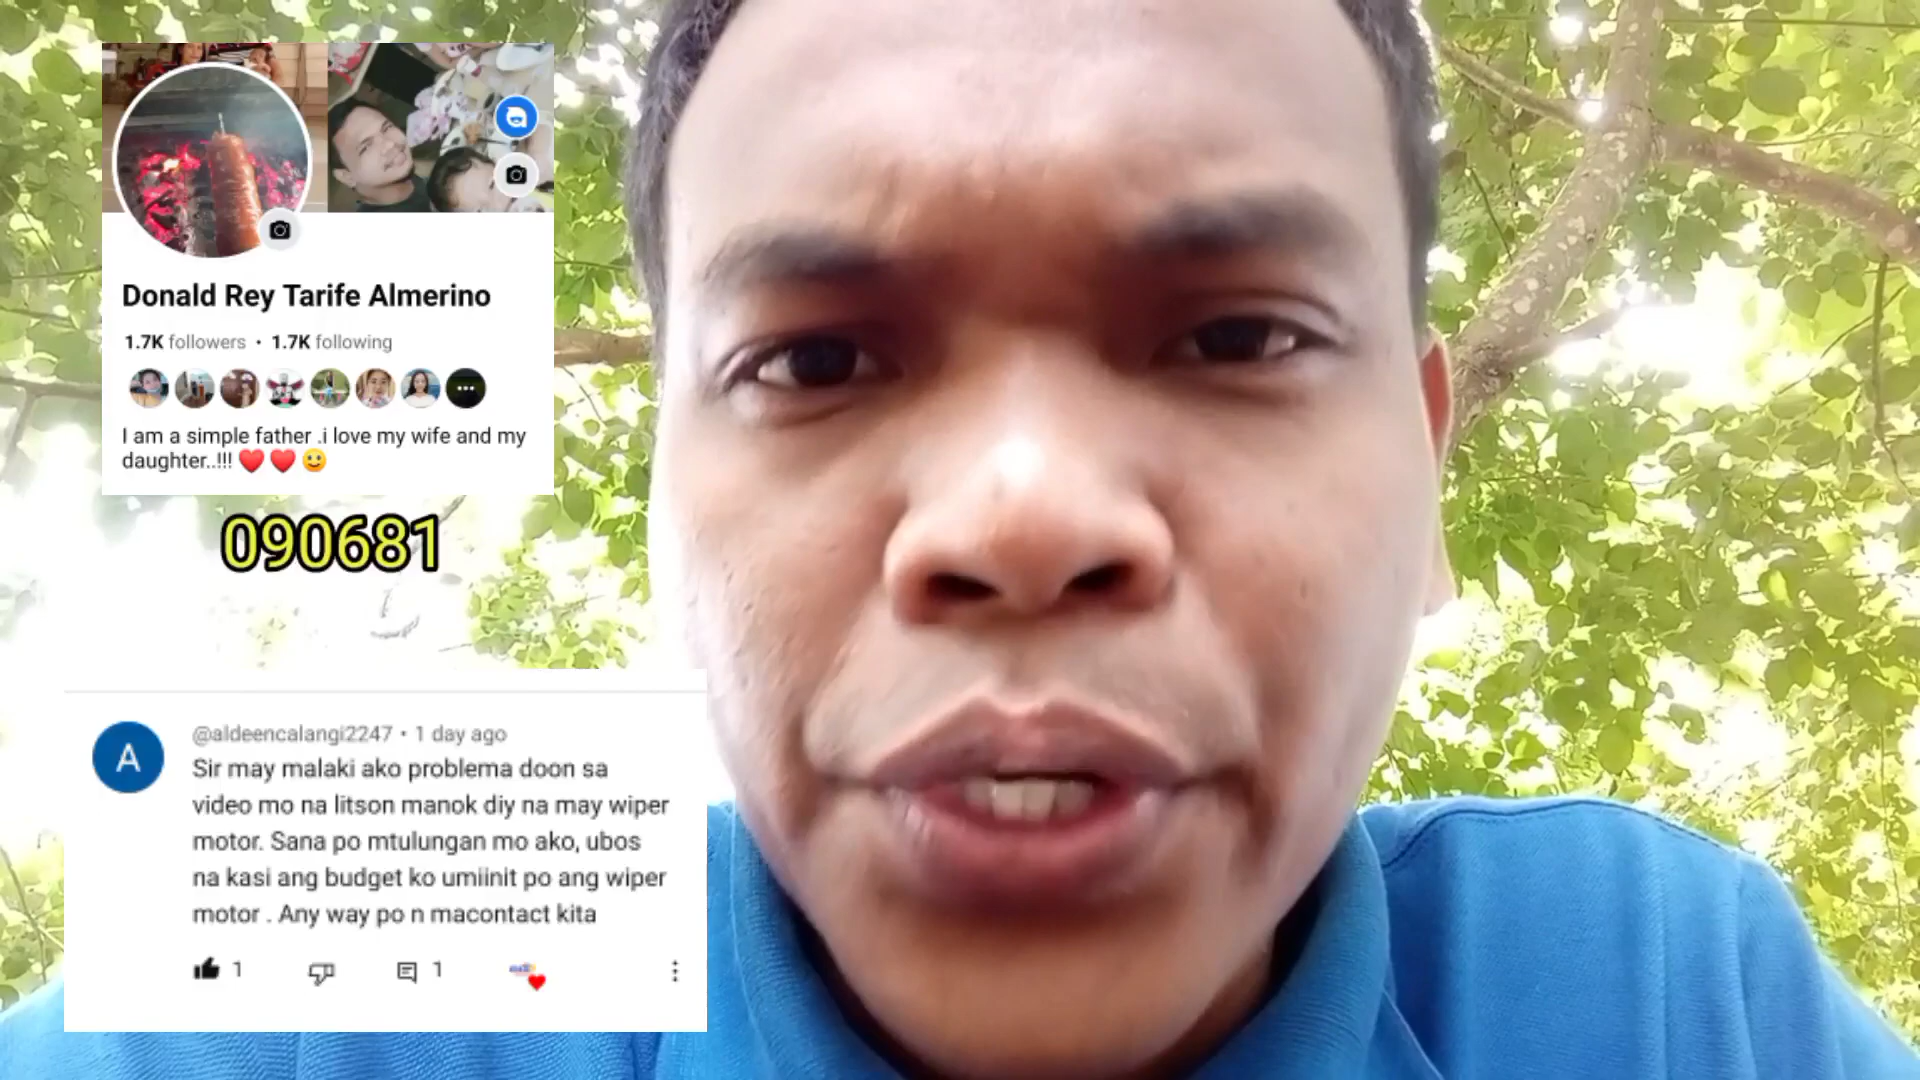 Donald Rey Tarife Almerino
1.7K followers • 1.7K following
I am a simple father .i love my wife and my
daughter..!!! ❤️❤️🙂
090681
A
@aldeencalangi2247 • 1 day ago
Sir may malaki ako problema doon sa
video mo na litson manok diy na may wiper
motor. Sana po mtulungan mo ako, ubos
na kasi ang budget ko umiinit po ang wiper
motor . Any way po n macontact kita
1 1